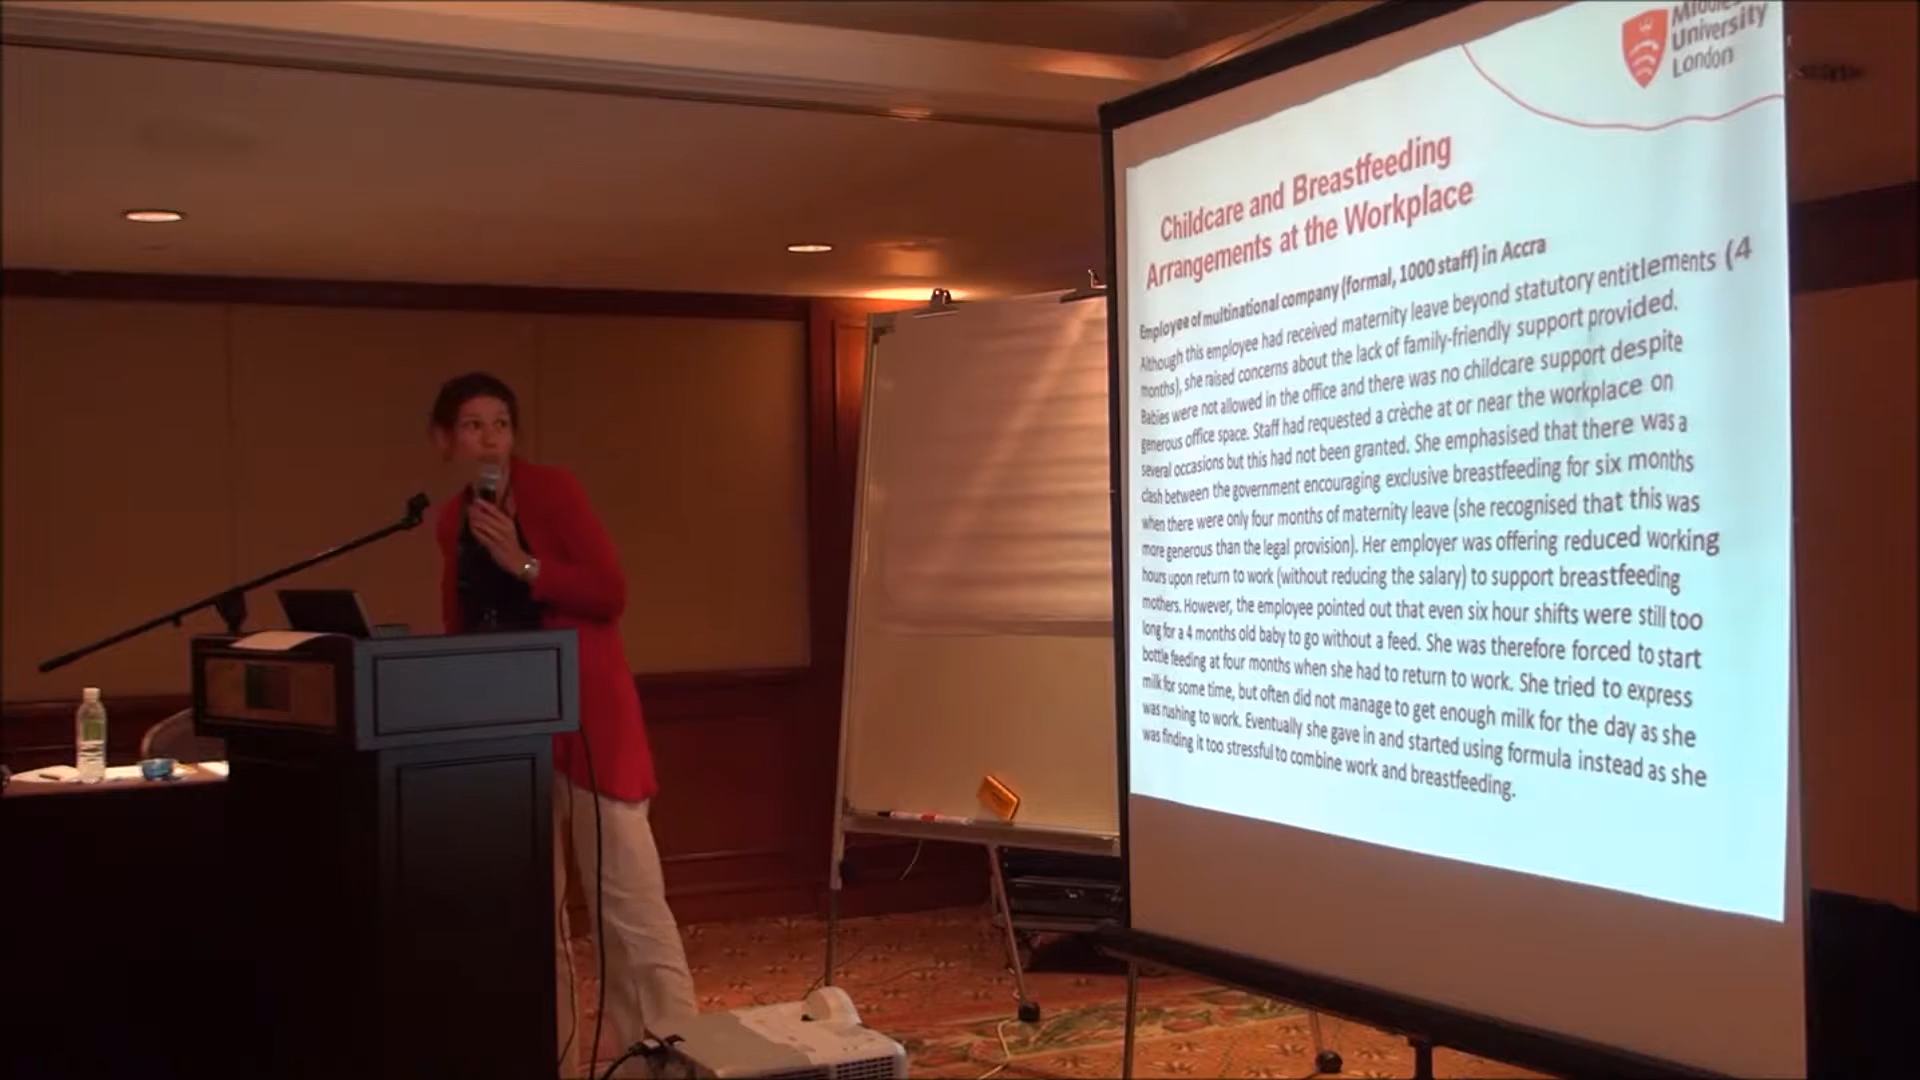 University
London
Childcare and Breastfeeding
Arrangements at the Workplace
Employee of multinational company (formal, 1000 staff) in Accra
Although this employee had received maternity leave beyond statutory entitlements (4
months), she raised concerns about the lack of family-friendly support provided.
Babies were not allowed in the office and there was no childcare support despite
generous office space. Staff had requested a crèche at or near the workplace on
several occasions but this had not been granted. She emphasised that there was a
clash between the government encouraging exclusive breastfeeding for six months
when there were only four months of maternity leave (she recognised that this was
more generous than the legal provision). Her employer was offering reduced working
hours upon return to work (without reducing the salary) to support breastfeeding
mothers. However, the employee pointed out that even six hour shifts were still too
long for a 4 months old baby to go without a feed. She was therefore forced to start
bottle feeding at four months when she had to return to work. She tried to express
milk for some time, but often did not manage to get enough milk for the day as she
was rushing to work. Eventually she gave in and started using formula instead as she
was finding it too stressful to combine work and breastfeeding.